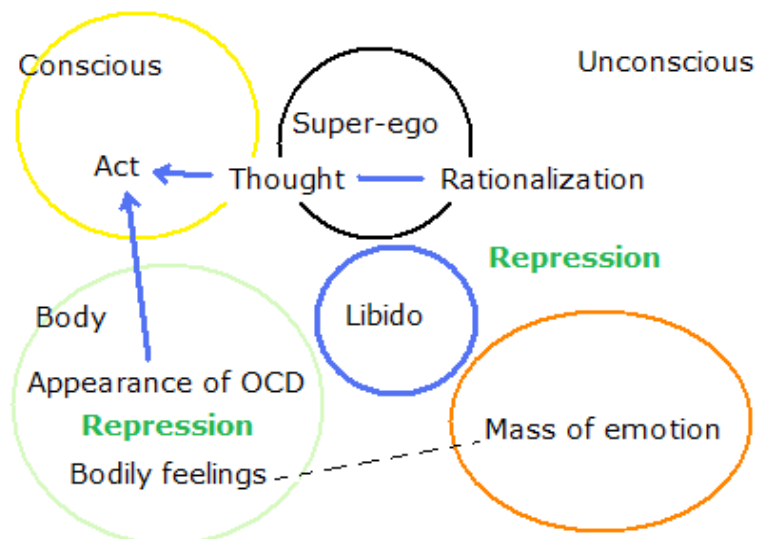 Conscious
Unconscious
Super-ego
Act
Thought
Rationalization
Repression
Body
Libido
Appearance of OCD
Repression
Mass of emotion
Bodily feelings